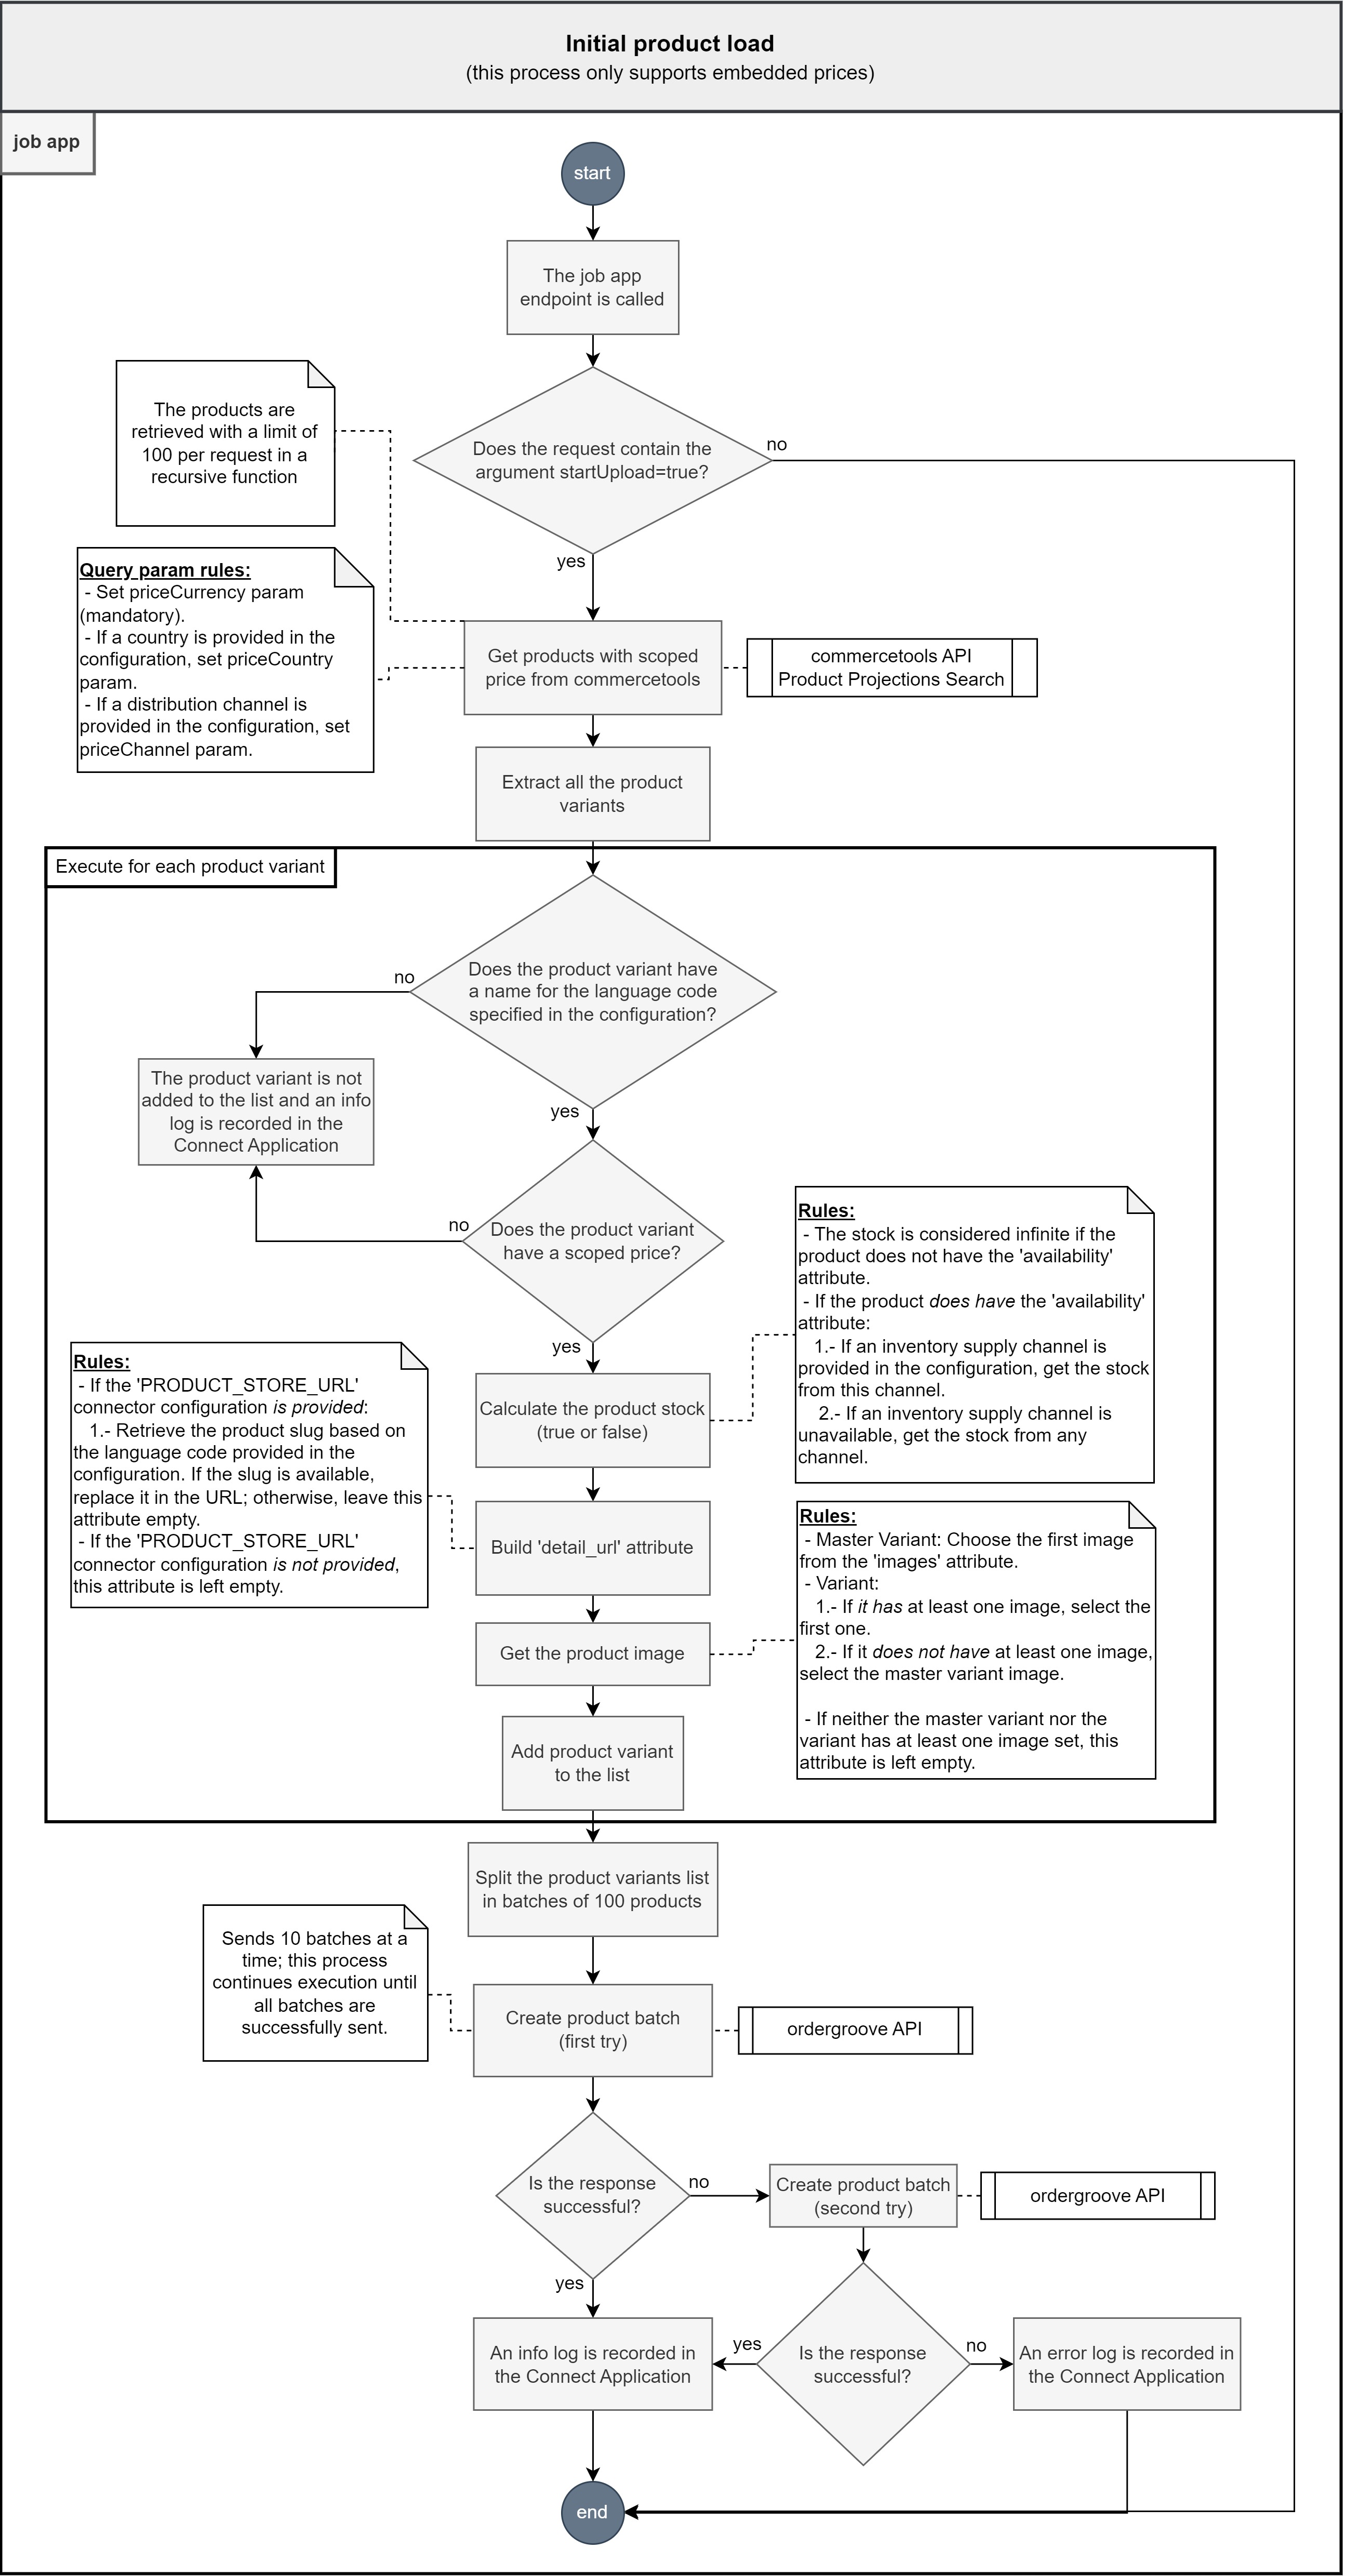 Initial product load
(this process only supports embedded prices)
job app
start
The job app
endpoint is called
The products are
retrieved with a limit of
100 per request in a
recursive function
Does the request contain the
argument startUpload=true?
no
yes
Query param rules:
- Set priceCurrency param
(mandatory).
- If a country is provided in the
configuration, set priceCountry
param.
- If a distribution channel is
provided in the configuration, set
priceChannel param.
Get products with scoped
price from commercetools
commercetools API
Product Projections Search
Extract all the product
variants
Execute for each product variant
Does the product variant have
a name for the language code
specified in the configuration?
no
The product variant is not
added to the list and an info
log is recorded in the
Connect Application
yes
Does the product variant
have a scoped price?
no
yes
Rules:
- The stock is considered infinite if the
product does not have the 'availability'
attribute.
- If the product does have the 'availability'
attribute:
1.- If an inventory supply channel is
provided in the configuration, get the stock
from this channel.
2.- If an inventory supply channel is
unavailable, get the stock from any
channel.
Calculate the product stock
(true or false)
Rules:
- If the 'PRODUCT_STORE_URL'
connector configuration is provided:
1.- Retrieve the product slug based on
the language code provided in the
configuration. If the slug is available,
replace it in the URL; otherwise, leave this
attribute empty.
- If the 'PRODUCT_STORE_URL'
connector configuration is not provided,
this attribute is left empty.
Build 'detail_url' attribute
Rules:
- Master Variant: Choose the first image
from the 'images' attribute.
- Variant:
1.- If it has at least one image, select the
first one.
2.- If it does not have at least one image,
select the master variant image.
- If neither the master variant nor the
variant has at least one image set, this
attribute is left empty.
Get the product image
Add product variant
to the list
Split the product variants list
in batches of 100 products
Sends 10 batches at a
time; this process
continues execution until
all batches are
successfully sent.
Create product batch
(first try)
ordergroove API
Is the response
successful?
no
Create product batch
(second try)
ordergroove API
yes
An info log is recorded in
the Connect Application
yes
Is the response
successful?
no
An error log is recorded in
the Connect Application
end